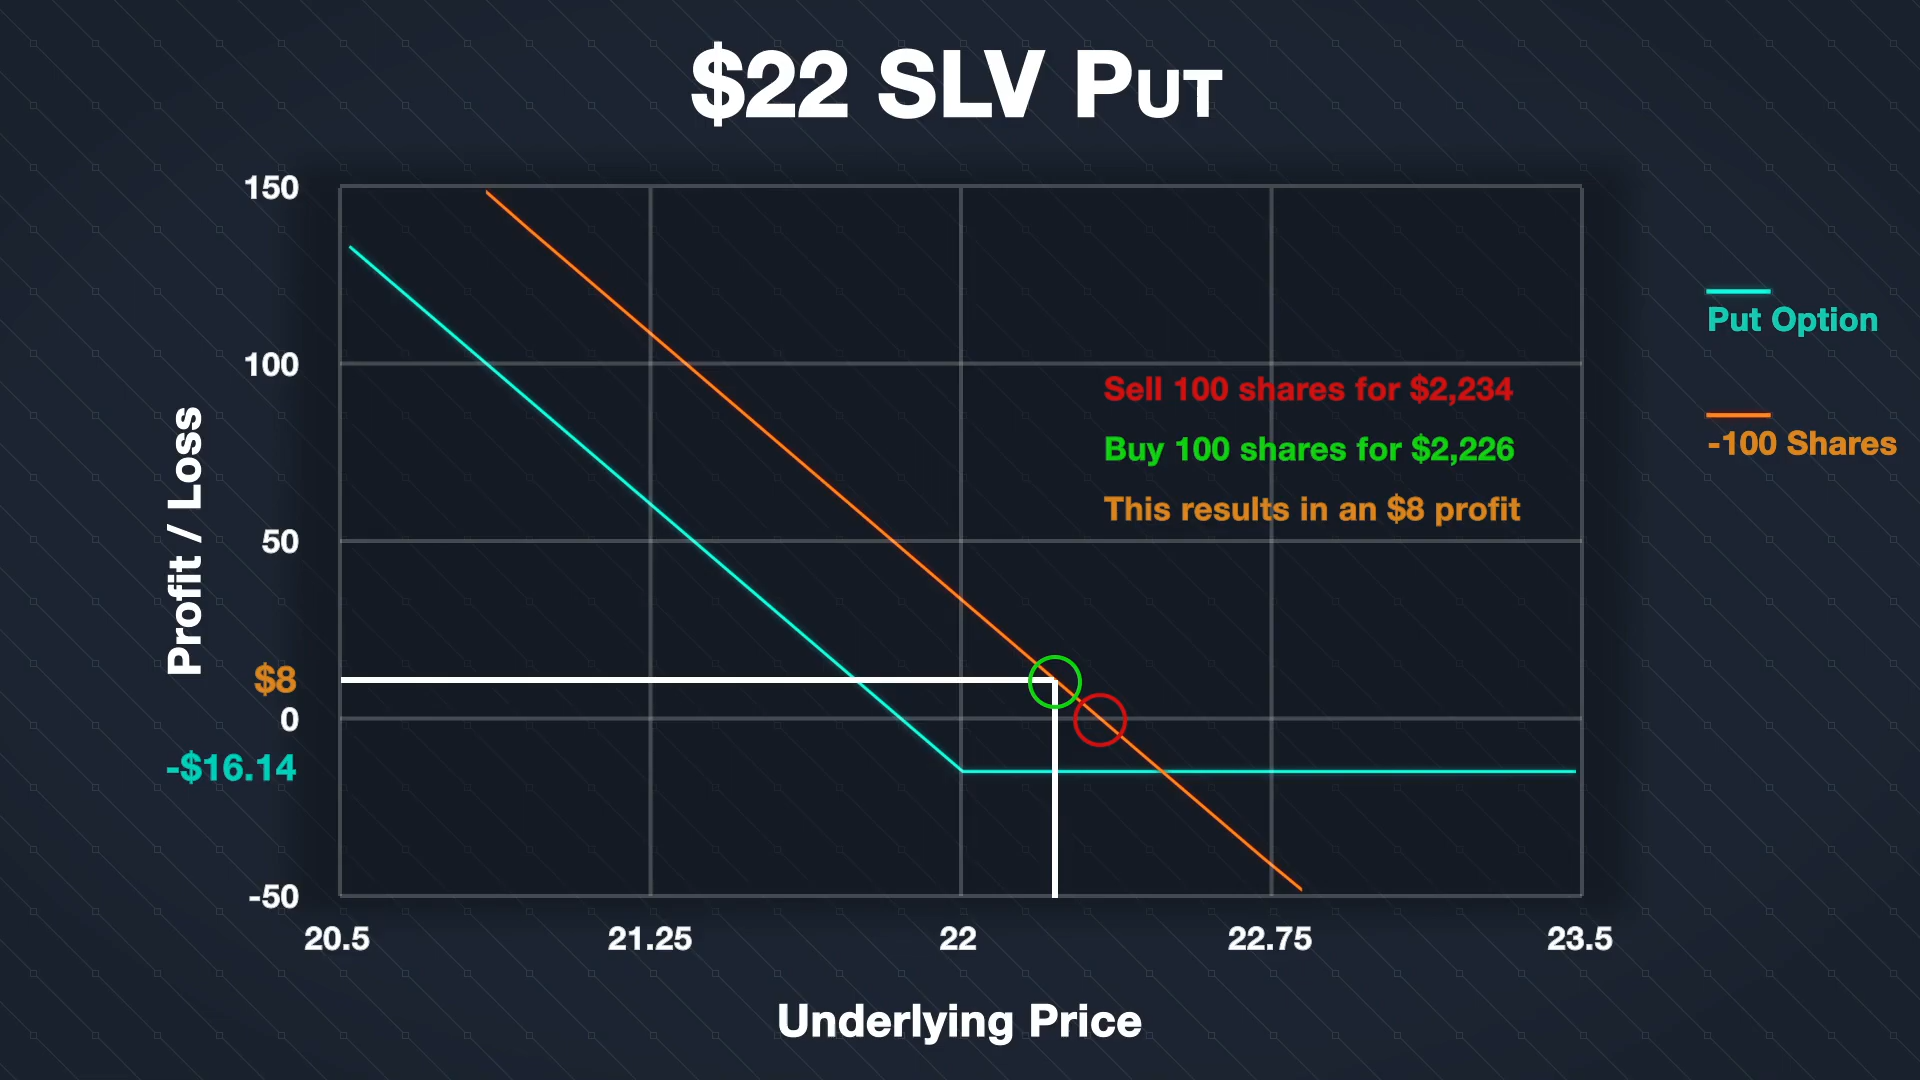 $22 SLV PUT
150
100
50
$8
0
-$16.14
-50
Profit / Loss
Sell 100 shares for $2,234
Buy 100 shares for $2,226
This results in an $8 profit
Put Option
-100 Shares
20.5 21.25 22 22.75 23.5
Underlying Price